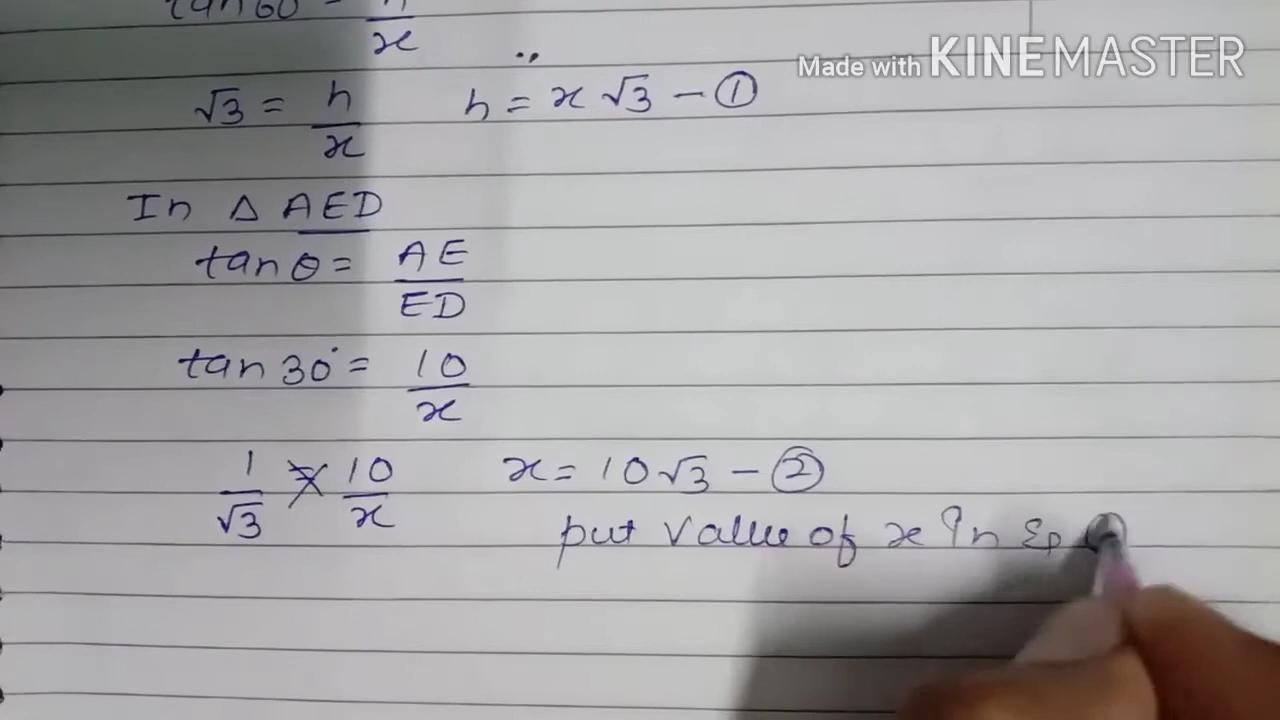 tan60 = h
x
Made with KINEMASTER
√3 = h/x h = x√3 - ①
In Δ AED
tanθ = AE/ED
tan 30° = 10/x
1/√3 = 10/x x = 10√3 - ②
put value of x in Eq